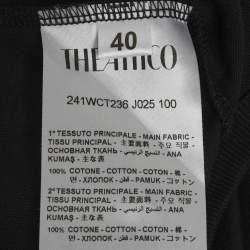 40
THE ATTICO
241WCT236 J025 100
1° TESSUTO PRINCIPALE - MAIN FABRIC -
TISSU PRINCIPAL - 主要面料 - 주요 직물 -
ОСНОВНАЯ ТКАНЬ - النسيج الرئيسي - ANA
KUMAŞ - 主な表
100% COTONE - COTTON - COTON - 棉 -
면 - ХЛОПОК - قطن - PAMUK - コットン
2° TESSUTO PRINCIPALE - MAIN FABRIC -
TISSU PRINCIPAL - 主要面料 - 주요 직물 -
ОСНОВНАЯ ТКАНЬ - النسيج الرئيسي - ANA
KUMAŞ - 主な表
100% COTONE - COTTON - COTON - 棉 -
면 - ХЛОПОК - قطن - PAMUK - コットン